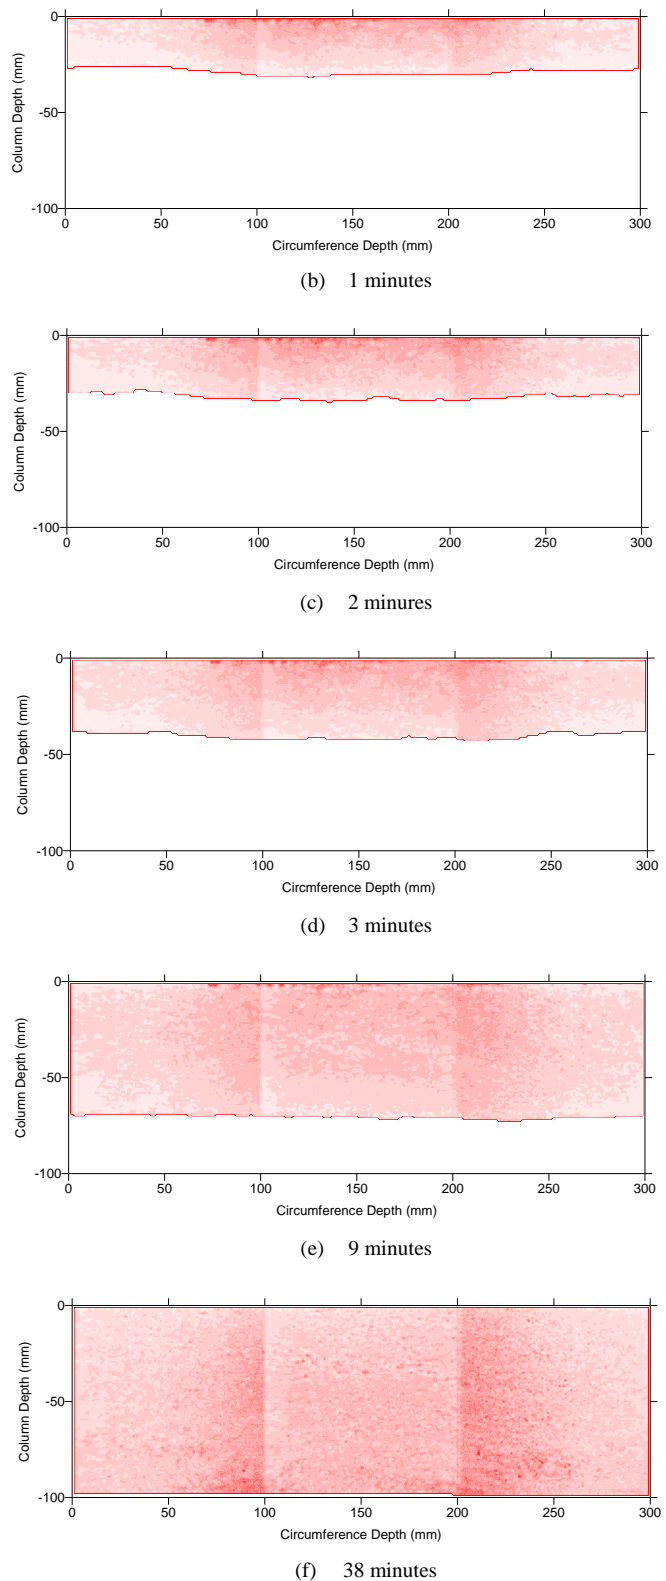 0
-50
-100
Column Depth (mm)
0 50 100 150 200 250 300
Circumference Depth (mm)
(b) 1 minutes
0
-50
-100
Column Depth (mm)
0 50 100 150 200 250 300
Circumference Depth (mm)
(c) 2 minures
0
-50
-100
Column Depth (mm)
0 50 100 150 200 250 300
Circmference Depth (mm)
(d) 3 minutes
0
-50
-100
Column Depth (mm)
0 50 100 150 200 250 300
Circumference Depth (mm)
(e) 9 minutes
0
-50
-100
Column Depth (mm)
0 50 100 150 200 250 300
Circumference Depth (mm)
(f) 38 minutes